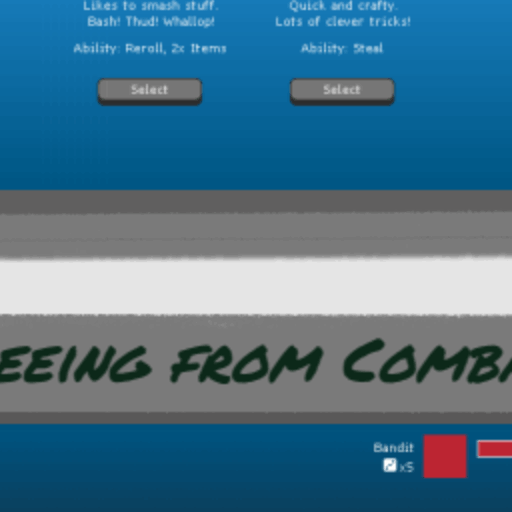 Likes to smash stuff.
Bash! Thud! Whallop!
Ability: Reroll, 2x Items
Select
Quick and crafty.
Lots of clever tricks!
Ability: Steal
Select
EEING FROM COMBA
Bandit
x5